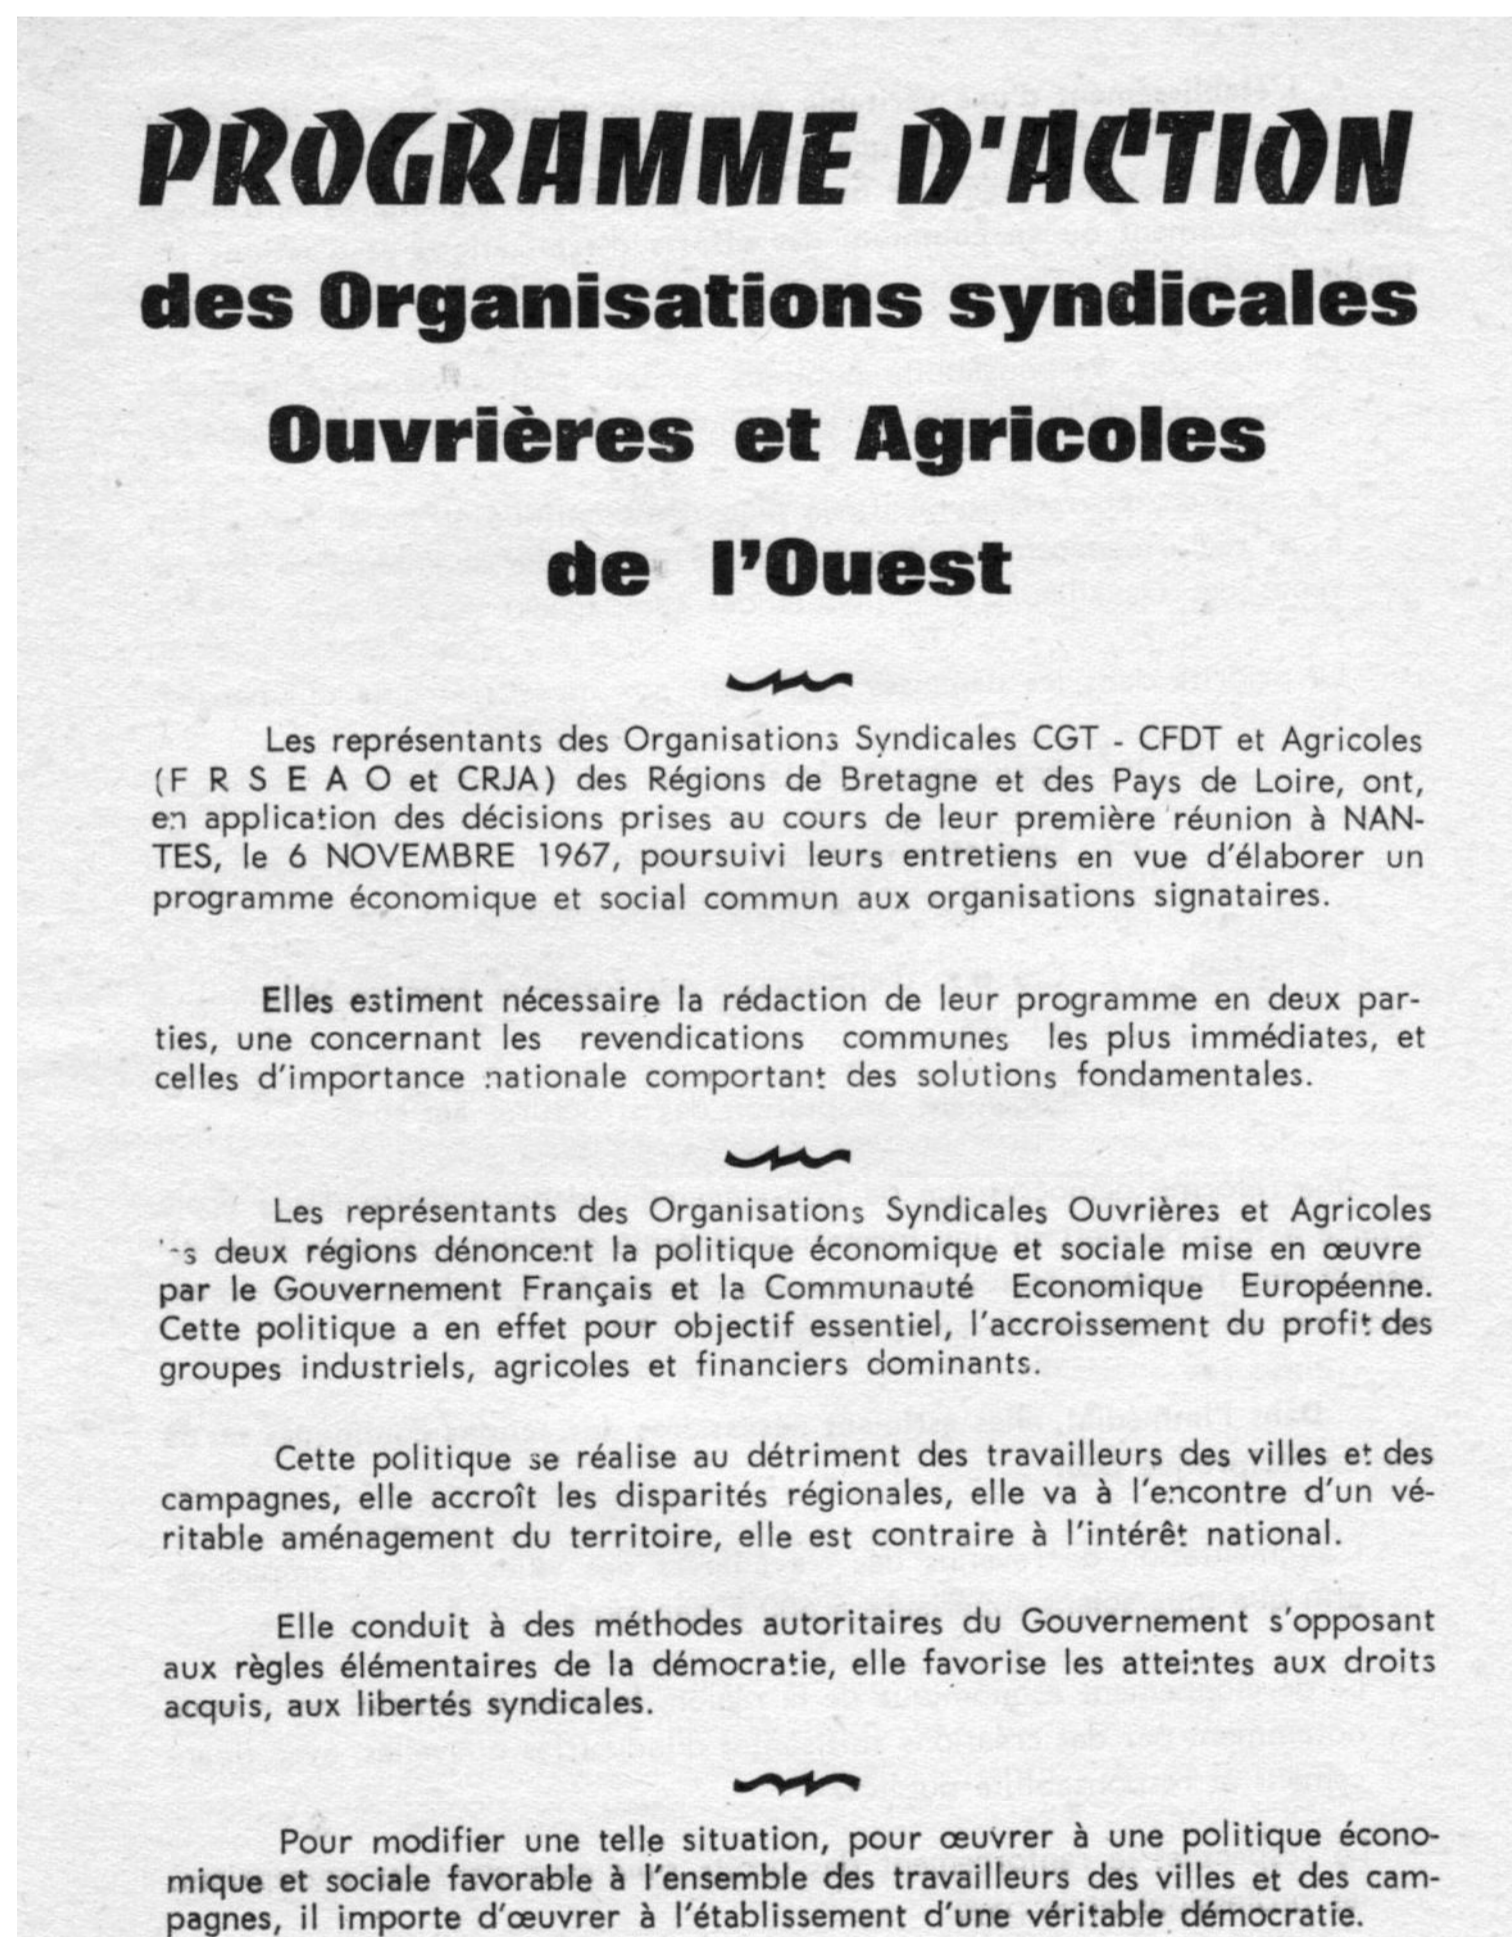 PROGRAMME D'ACTION
des Organisations syndicales
Ouvrières et Agricoles
de l'Ouest
Les représentants des Organisations Syndicales CGT - CFDT et Agricoles
(F R S E A O et CRJA) des Régions de Bretagne et des Pays de Loire, ont,
en application des décisions prises au cours de leur première réunion à NAN-
TES, le 6 NOVEMBRE 1967, poursuivi leurs entretiens en vue d'élaborer un
programme économique et social commun aux organisations signataires.
Elles estiment nécessaire la rédaction de leur programme en deux par-
ties, une concernant les revendications communes les plus immédiates, et
celles d'importance nationale comportant des solutions fondamentales.
Les représentants des Organisations Syndicales Ouvrières et Agricoles
deux régions dénoncent la politique économique et sociale mise en œuvre
par le Gouvernement Français et la Communauté Economique Européenne.
Cette politique a en effet pour objectif essentiel, l'accroissement du profit des
groupes industriels, agricoles et financiers dominants.
Cette politique se réalise au détriment des travailleurs des villes et des
campagnes, elle accroît les disparités régionales, elle va à l'encontre d'un vé-
ritable aménagement du territoire, elle est contraire à l'intérêt national.
Elle conduit à des méthodes autoritaires du Gouvernement s'opposant
aux règles élémentaires de la démocratie, elle favorise les atteintes aux droits
acquis, aux libertés syndicales.
Pour modifier une telle situation, pour œuvrer à une politique écono-
mique et sociale favorable à l'ensemble des travailleurs des villes et des cam-
pagnes, il importe d'œuvrer à l'établissement d'une véritable démocratie.